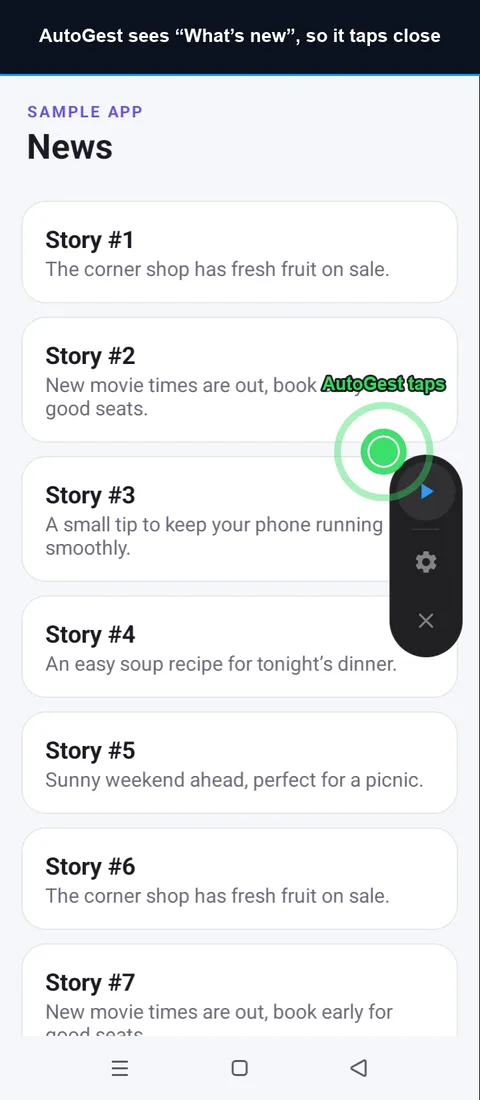 AutoGest sees “What’s new”, so it taps close
SAMPLE APP
News
Story #1
The corner shop has fresh fruit on sale.
Story #2
New movie times are out, book
AutoGest taps
good seats.
Story #3
A small tip to keep your phone running
smoothly.
Story #4
An easy soup recipe for tonight’s dinner.
Story #5
Sunny weekend ahead, perfect for a picnic.
Story #6
The corner shop has fresh fruit on sale.
Story #7
New movie times are out, book early for
good seats